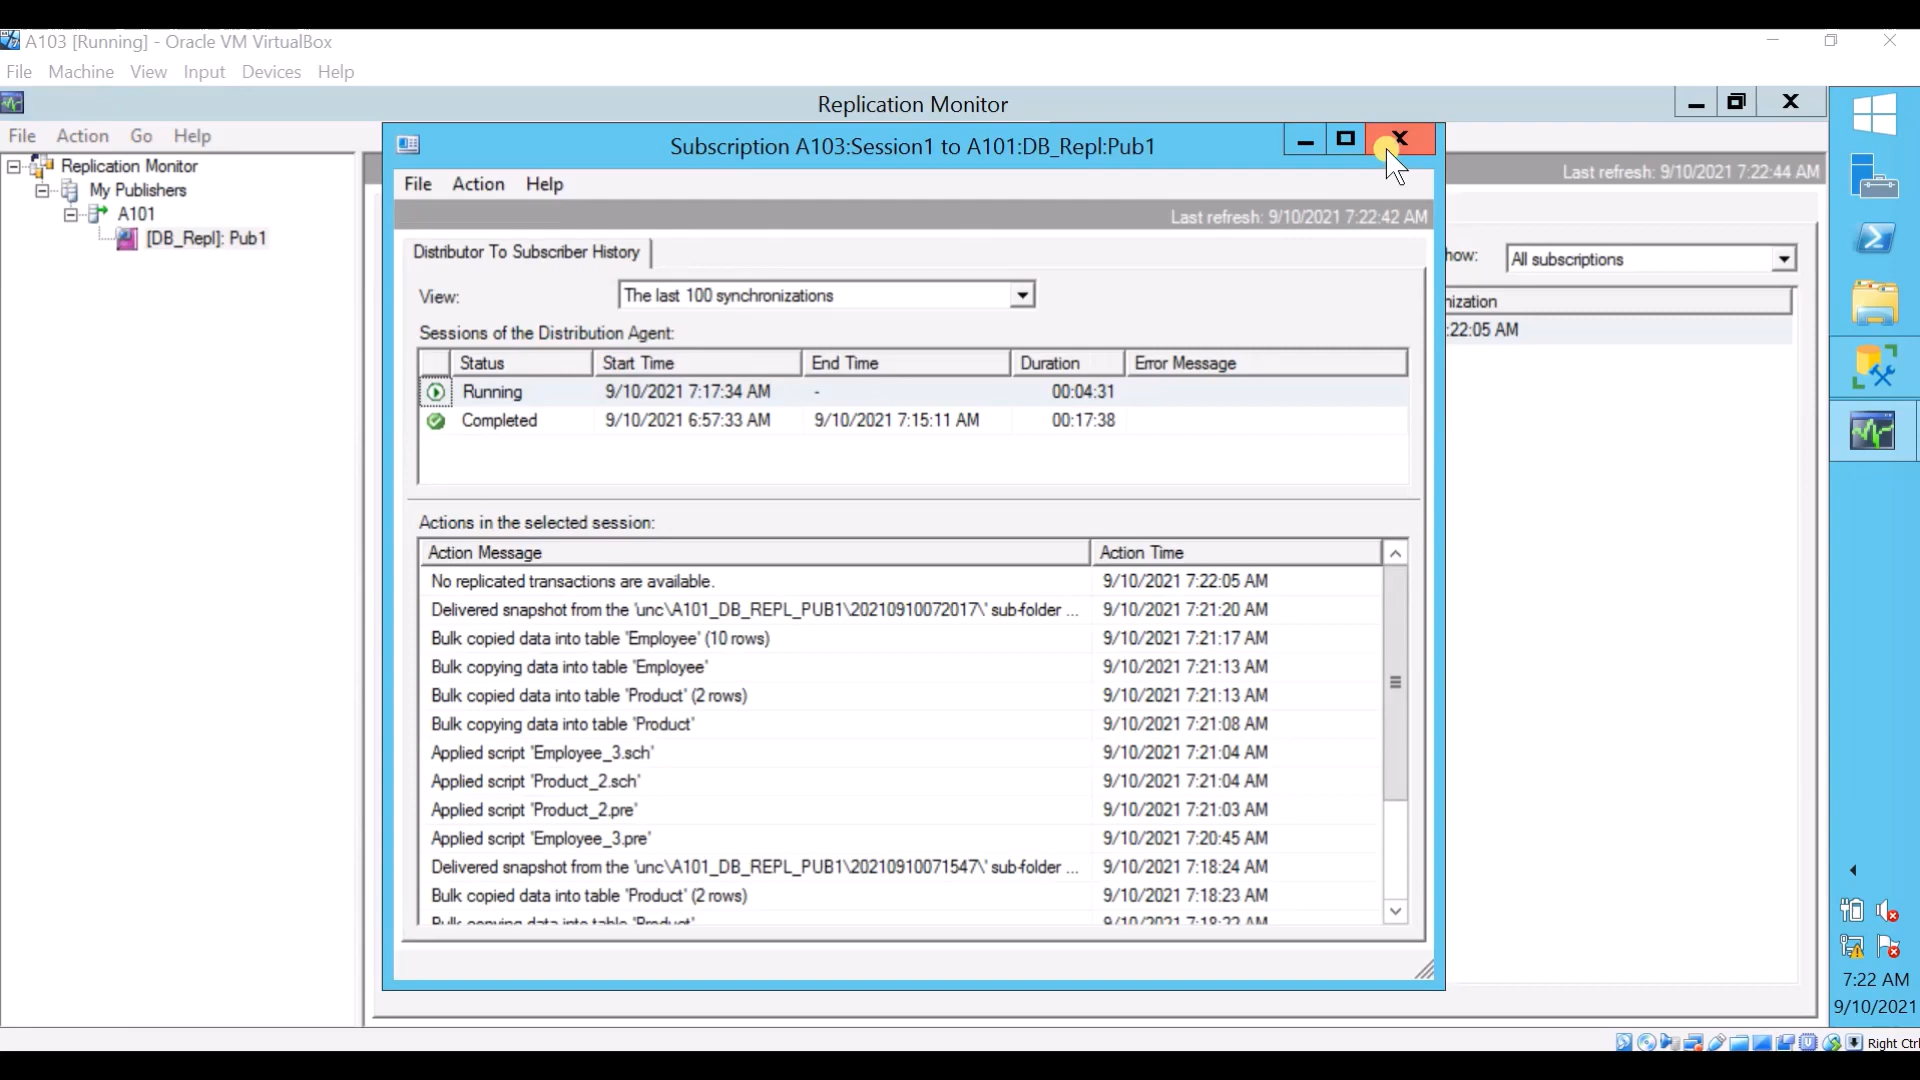 A103 [Running] - Oracle VM VirtualBox
File Machine View Input Devices Help
Replication Monitor
File Action Go Help
Replication Monitor
My Publishers
A101
[DB_Repl]: Pub1
Subscription A103:Session1 to A101:DB_Repl:Pub1
File Action Help
Last refresh: 9/10/2021 7:22:44 AM
Last refresh: 9/10/2021 7:22:42 AM
Distributor To Subscriber History
how: All subscriptions
View: The last 100 synchronizations
nization
:22:05 AM
Sessions of the Distribution Agent:
Status Start Time End Time Duration Error Message
Running 9/10/2021 7:17:34 AM - 00:04:31
Completed 9/10/2021 6:57:33 AM 9/10/2021 7:15:11 AM 00:17:38
Actions in the selected session:
Action Message Action Time
No replicated transactions are available. 9/10/2021 7:22:05 AM
Delivered snapshot from the 'unc\A101_DB_REPL_PUB1\20210910072017\' sub-folder ... 9/10/2021 7:21:20 AM
Bulk copied data into table 'Employee' (10 rows) 9/10/2021 7:21:17 AM
Bulk copying data into table 'Employee' 9/10/2021 7:21:13 AM
Bulk copied data into table 'Product' (2 rows) 9/10/2021 7:21:13 AM
Bulk copying data into table 'Product' 9/10/2021 7:21:08 AM
Applied script 'Employee_3.sch' 9/10/2021 7:21:04 AM
Applied script 'Product_2.sch' 9/10/2021 7:21:04 AM
Applied script 'Product_2.pre' 9/10/2021 7:21:03 AM
Applied script 'Employee_3.pre' 9/10/2021 7:20:45 AM
Delivered snapshot from the 'unc\A101_DB_REPL_PUB1\20210910071547\' sub-folder ... 9/10/2021 7:18:24 AM
Bulk copied data into table 'Product' (2 rows) 9/10/2021 7:18:23 AM
Bulk copying data into table 'Product' 9/10/2021 7:18:22 AM
7:22 AM
9/10/2021
Right Ctrl